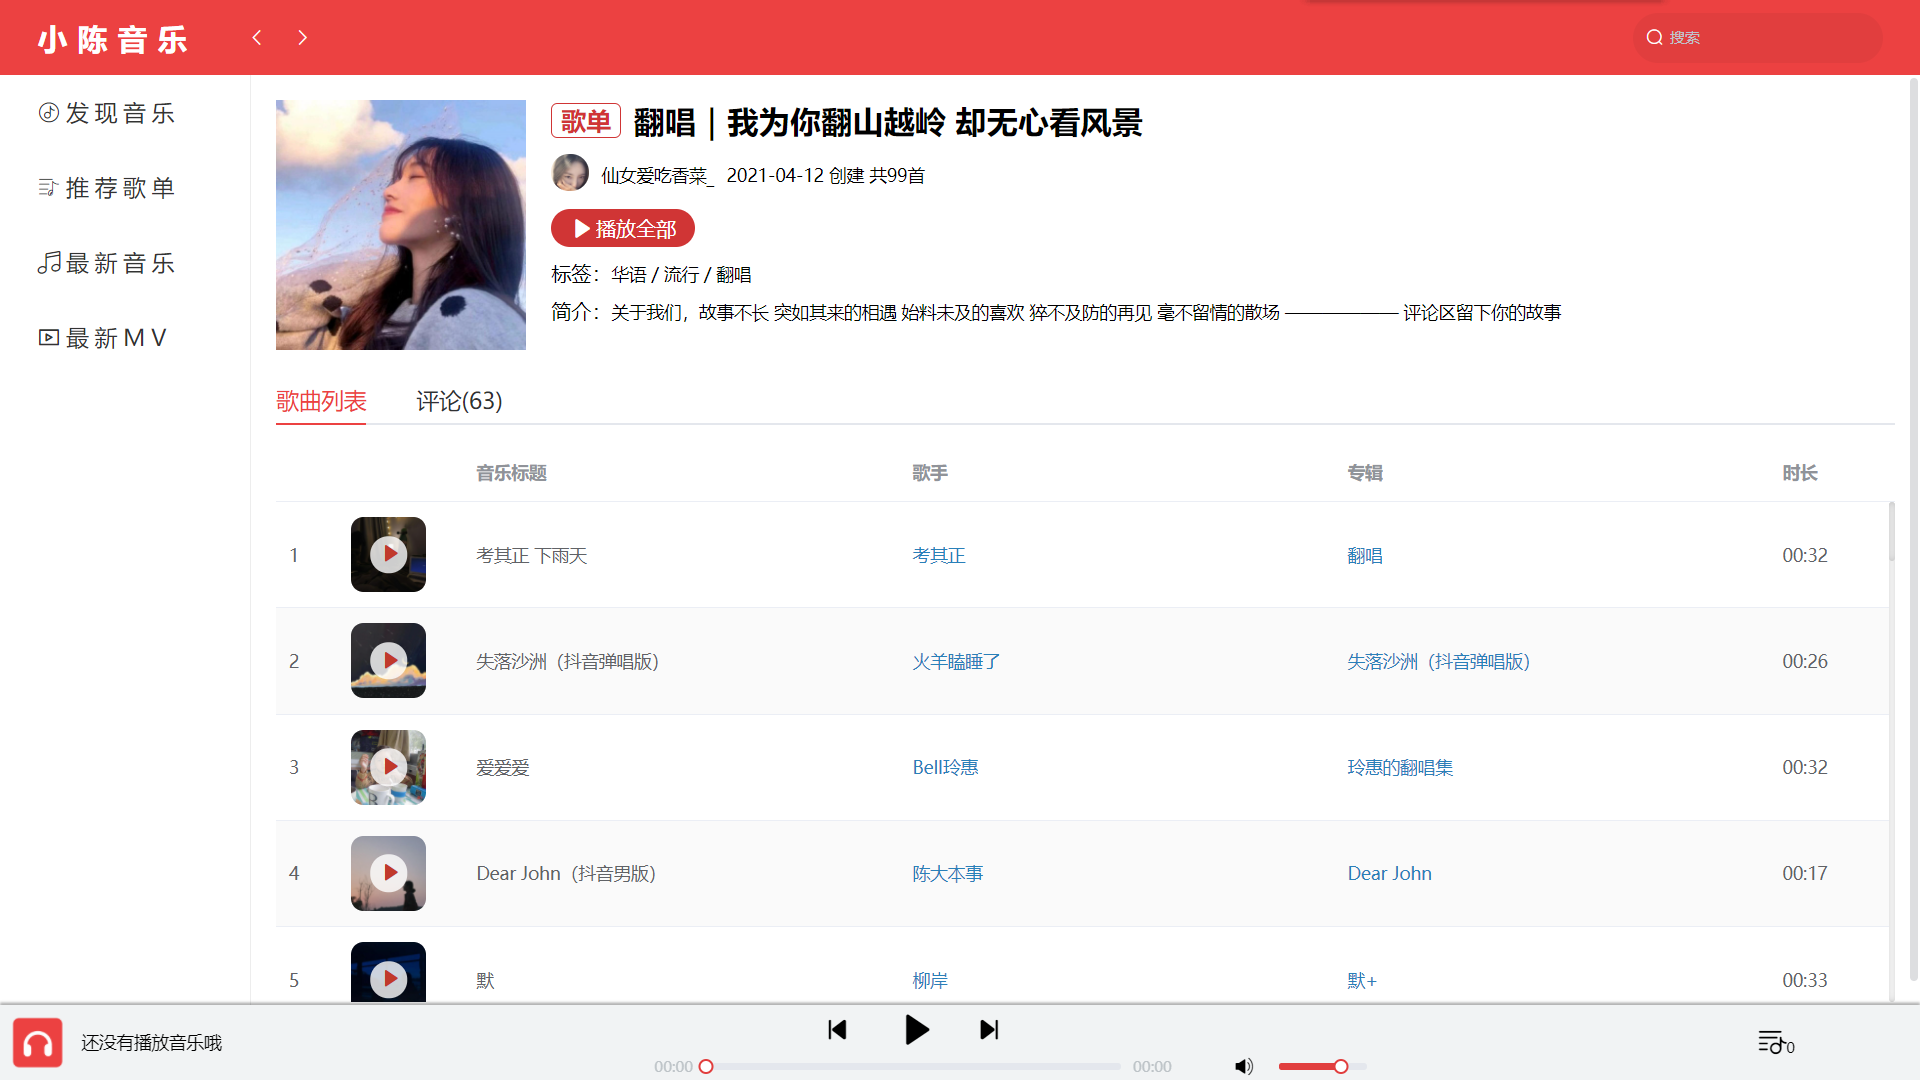 小陈音乐
搜索
发现音乐
推荐歌单
最新音乐
最新MV
歌单 翻唱｜我为你翻山越岭 却无心看风景
仙女爱吃香菜_ 2021-04-12 创建 共99首
播放全部
标签：华语 / 流行 / 翻唱
简介：关于我们，故事不长 突如其来的相遇 始料未及的喜欢 猝不及防的再见 毫不留情的散场 —————— 评论区留下你的故事
歌曲列表 评论(63)
音乐标题 歌手 专辑 时长
1 考其正 下雨天 考其正 翻唱 00:32
2 失落沙洲（抖音弹唱版） 火羊瞌睡了 失落沙洲（抖音弹唱版） 00:26
3 爱爱爱 Bell玲惠 玲惠的翻唱集 00:32
4 Dear John（抖音男版） 陈大本事 Dear John 00:17
5 默 柳岸 默+ 00:33
还没有播放音乐哦
00:00 00:00
0